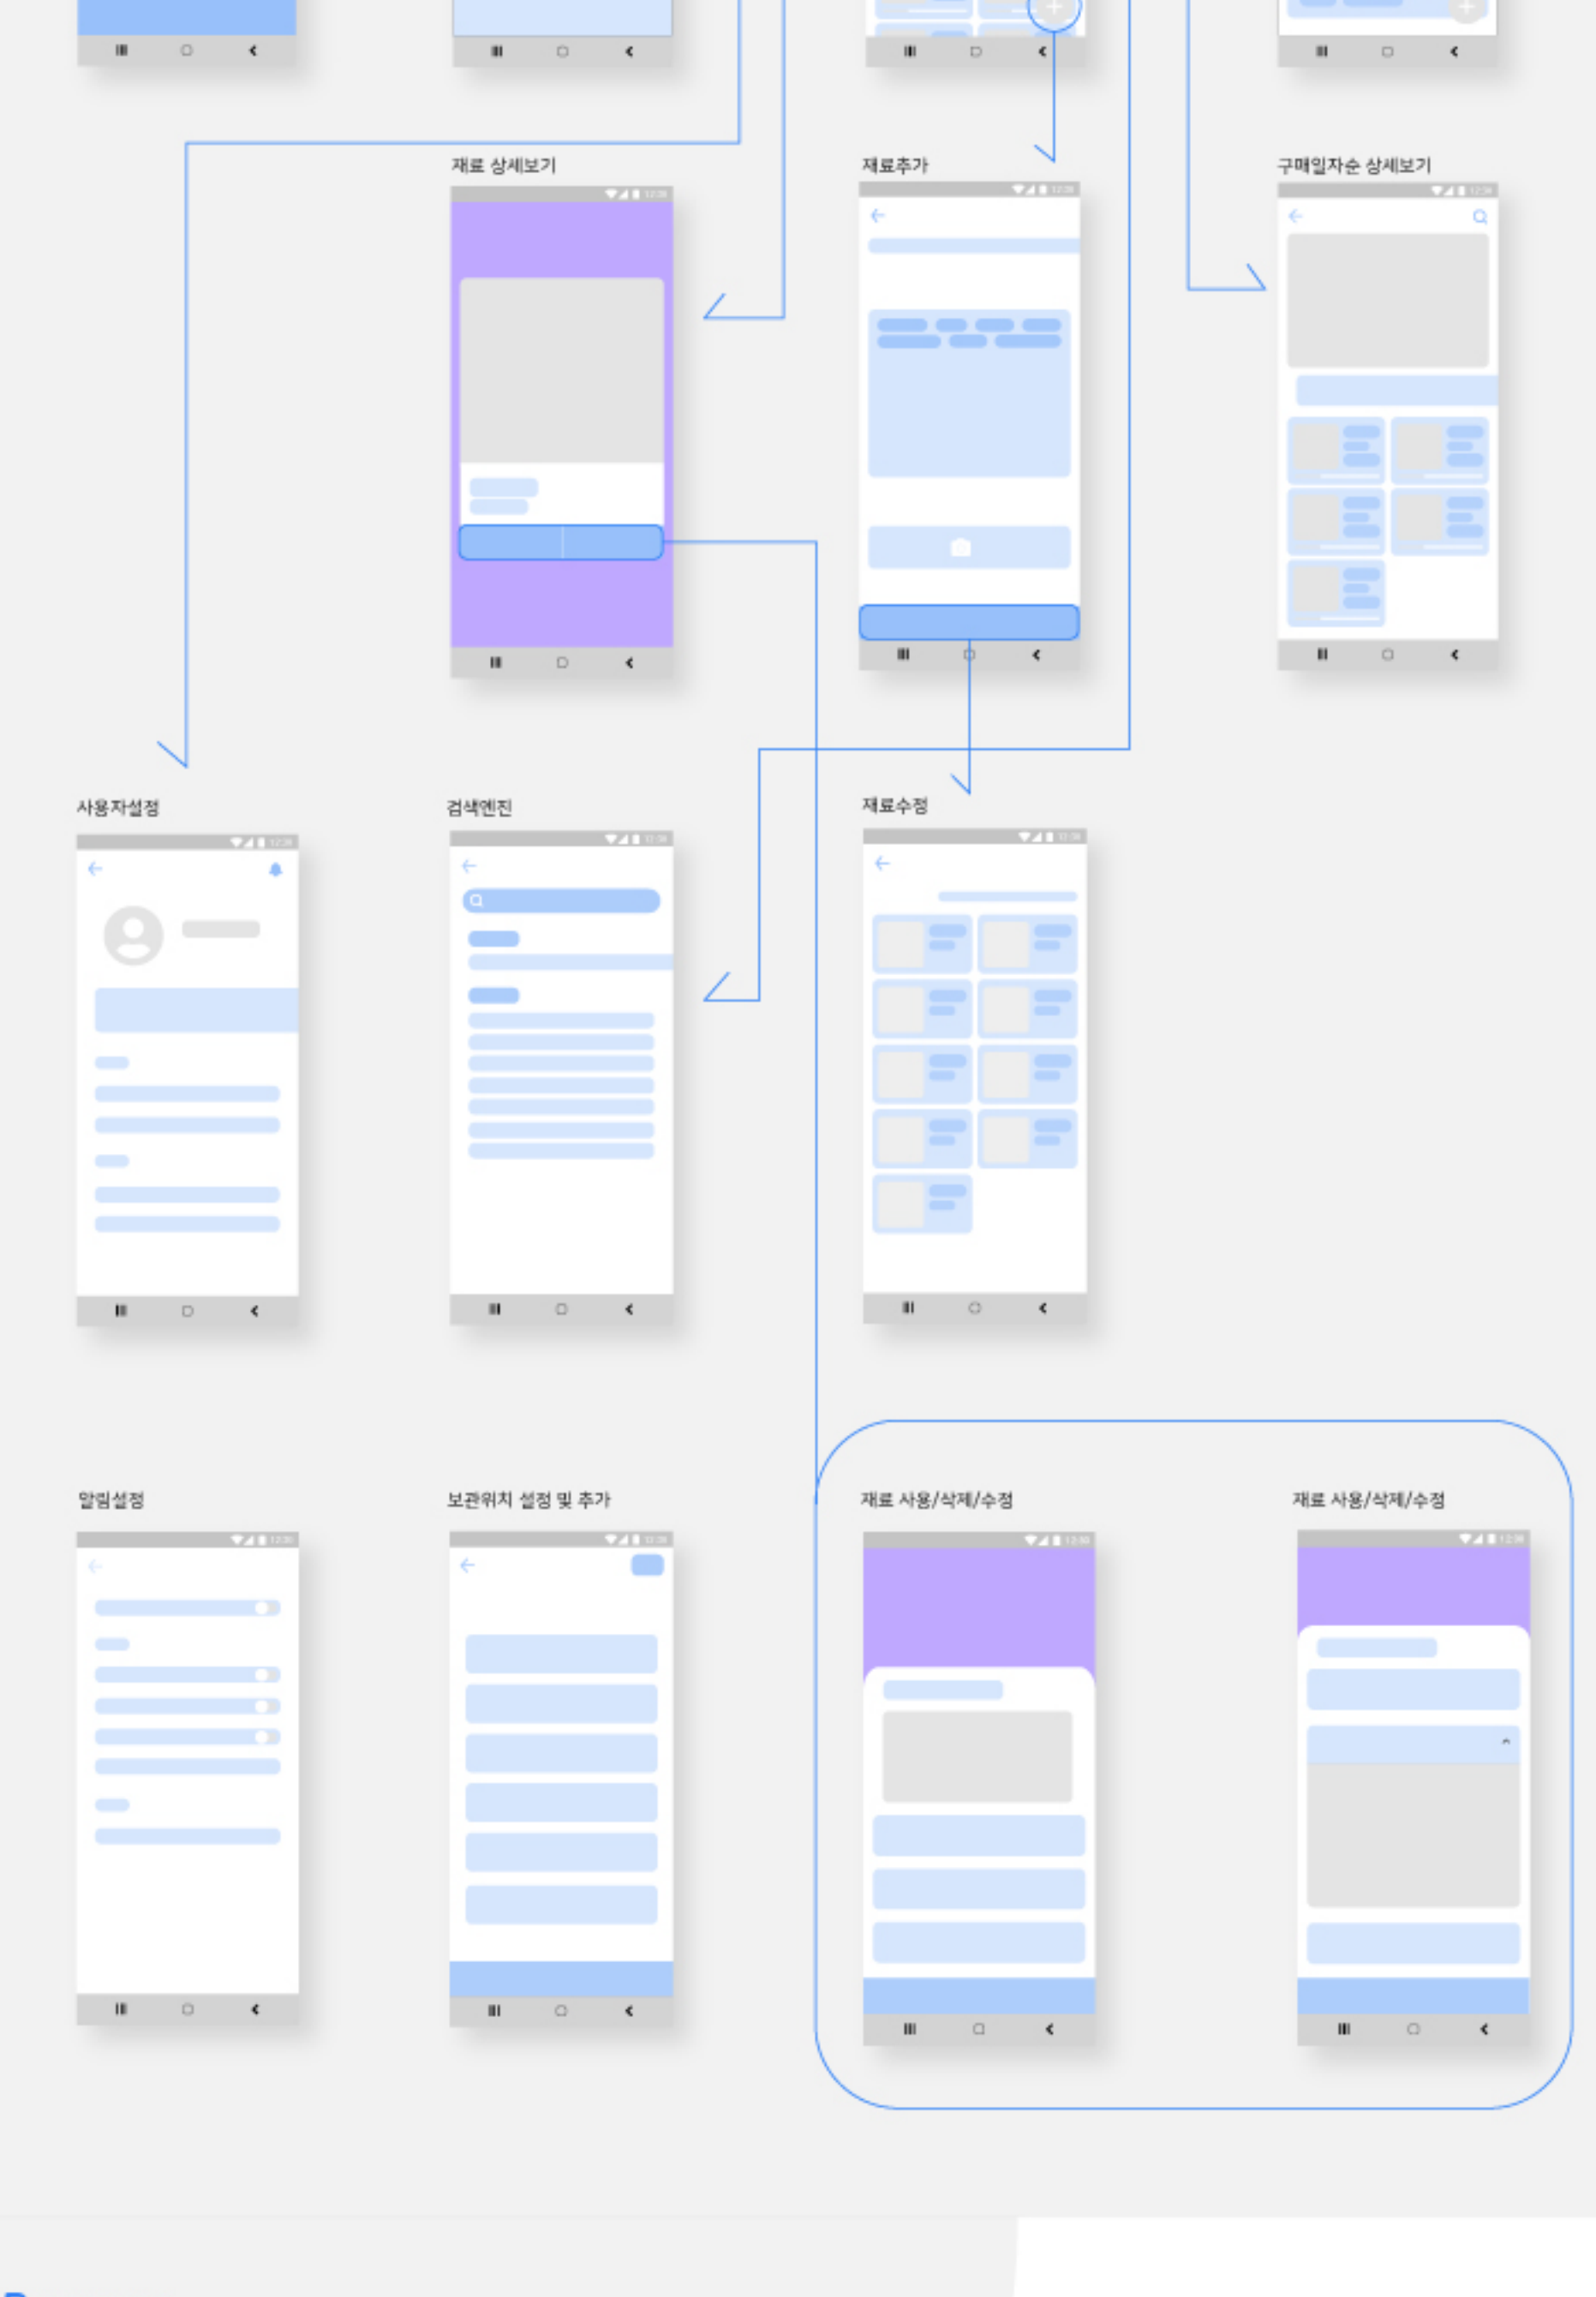 재료 상세보기
재료추가
구매일자순 상세보기
사용자설정
검색엔진
재료수정
알림설정
보관위치 설정 및 추가
재료 사용/삭제/수정
재료 사용/삭제/수정